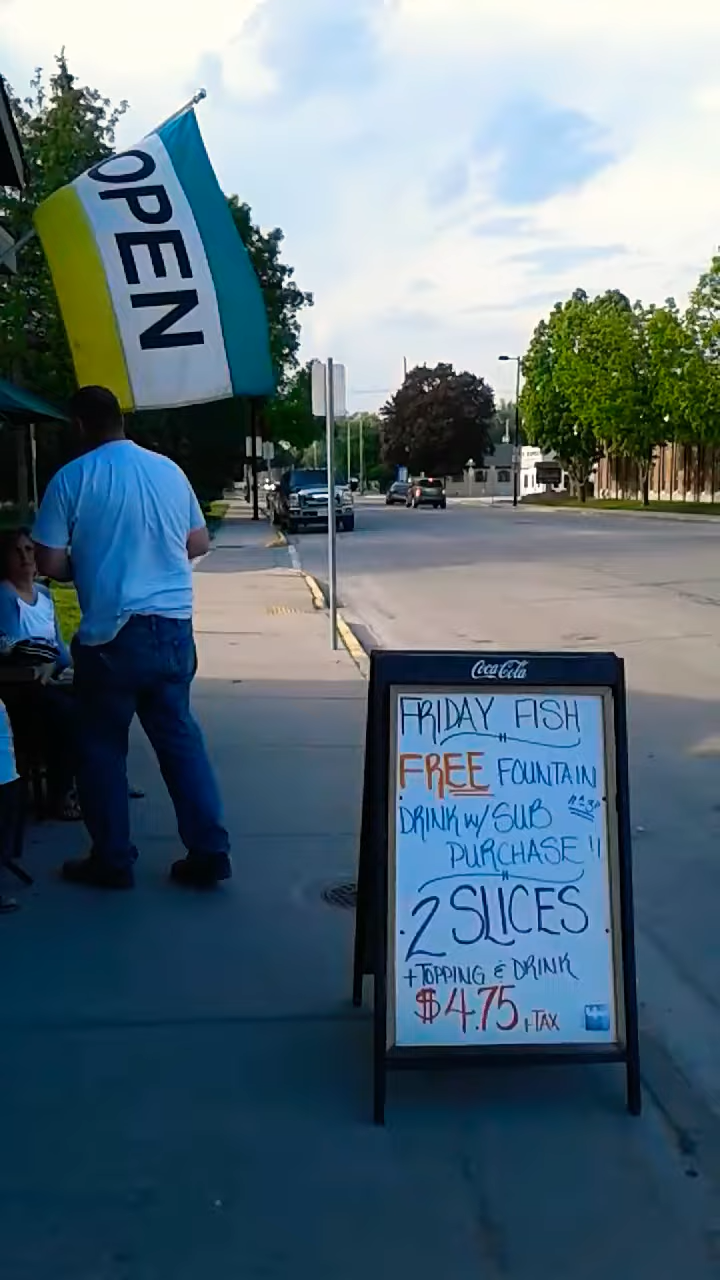 OPEN
Coca-Cola
FRIDAY FISH
FREE FOUNTAIN
DRINK W/ SUB
PURCHASE!!
2 SLICES
+TOPPING & DRINK
$4.75 +TAX